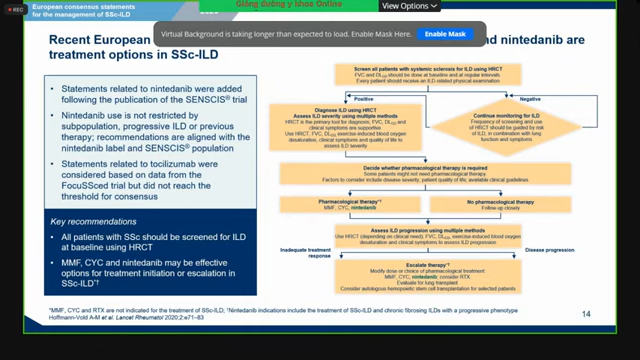 REC
European consensus statements
for the management of SSc-ILD
Giảng đường y khoa Online
View Options
Virtual Background is taking longer than expected to load. Enable Mask Here.
Enable Mask
Recent European
and nintedanib are
treatment options in SSc-ILD
• Statements related to nintedanib were added
following the publication of the SENSCIS® trial
• Nintedanib use is not restricted by
subpopulation, progressive ILD or previous
therapy; recommendations are aligned with the
nintedanib label and SENSCIS® population
• Statements related to tocilizumab were
considered based on data from the
FocuSSced trial but did not reach the
threshold for consensus
Key recommendations
• All patients with SSc should be screened for ILD
at baseline using HRCT
• MMF, CYC and nintedanib may be effective
options for treatment initiation or escalation in
SSc-ILD*†
Screen all patients with systemic sclerosis for ILD using HRCT
FVC and DLCO should be done at baseline and at regular intervals
Every patient should receive an ILD-related physical examination
Positive
Negative
Diagnose ILD using HRCT
Assess ILD severity using multiple methods
HRCT is the primary tool for diagnosis, FVC, DLCO and
clinical symptoms are supportive
Use HRCT, FVC, DLCO, exercise-induced blood oxygen
desaturation, clinical symptoms and quality of life to
assess ILD severity
Continue monitoring for ILD
Frequency of screening and use
of HRCT should be guided by risk
of ILD; in combination with lung
function and symptoms
Decide whether pharmacological therapy is required
Some patients might not need pharmacological therapy.
Factors to consider include disease severity, patient quality of life; available clinical guidelines
Pharmacological therapy*†
MMF, CYC, nintedanib
No pharmacological therapy
Follow-up closely
Assess ILD progression using multiple methods
Use HRCT (depending on clinical need), FVC, DLCO, exercise-induced blood oxygen
desaturation and clinical symptoms to assess ILD progression
Inadequate treatment
response
Disease progression
Escalate therapy*†
Modify dose or choice of pharmacological treatment
MMF, CYC, nintedanib; consider RTX
Evaluate for lung transplant
Consider autologous hemopoietic stem cell transplantation for selected patients
*MMF, CYC and RTX are not indicated for the treatment of SSc-ILD; †Nintedanib indications include the treatment of SSc-ILD and chronic fibrosing ILDs with a progressive phenotype
Hoffmann-Vold A-M et al. Lancet Rheumatol 2020;2:e71–83
14